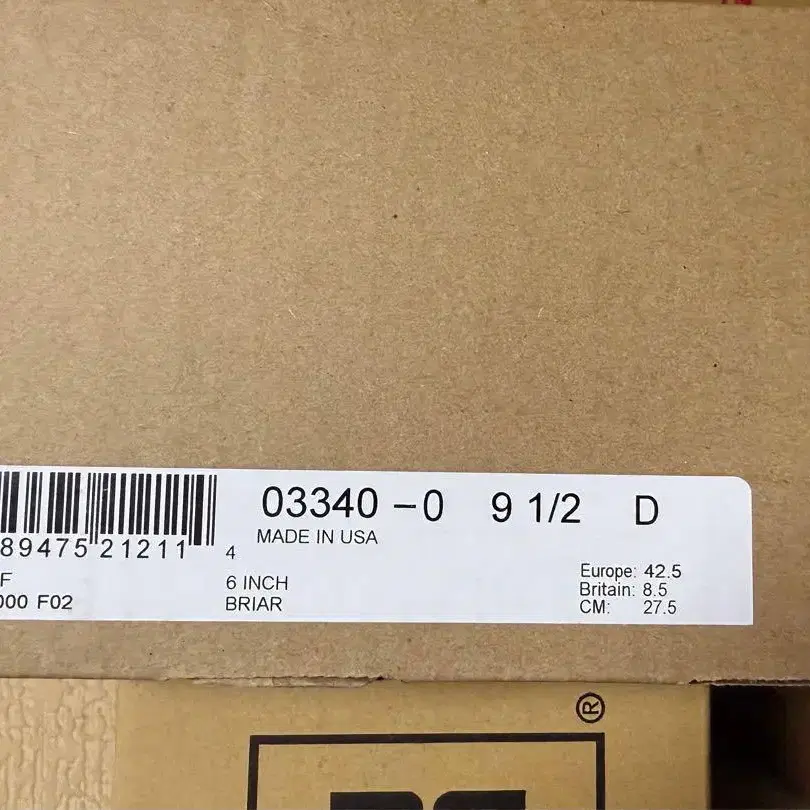 03340 – 0 9 1/2 D
MADE IN USA
89475 21211 4
F
000 F02
6 INCH
BRIAR
Europe: 42.5
Britain: 8.5
CM: 27.5
®